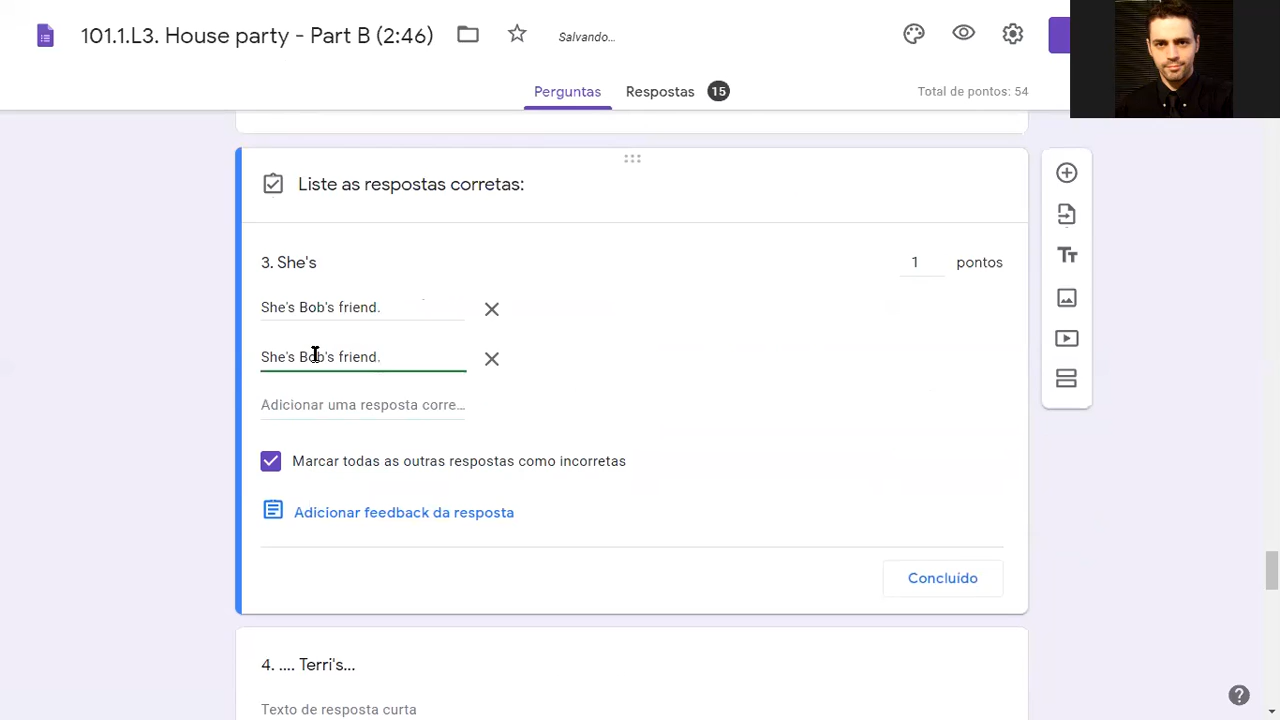 101.1.L3. House party - Part B (2:46)
Salvando...
Perguntas
Respostas
15
Total de pontos: 54
Liste as respostas corretas:
3. She's
1
pontos
She's Bob's friend.
She's Bob's friend.
Adicionar uma resposta corre...
Marcar todas as outras respostas como incorretas
Adicionar feedback da resposta
Concluído
4. .... Terri's...
Texto de resposta curta